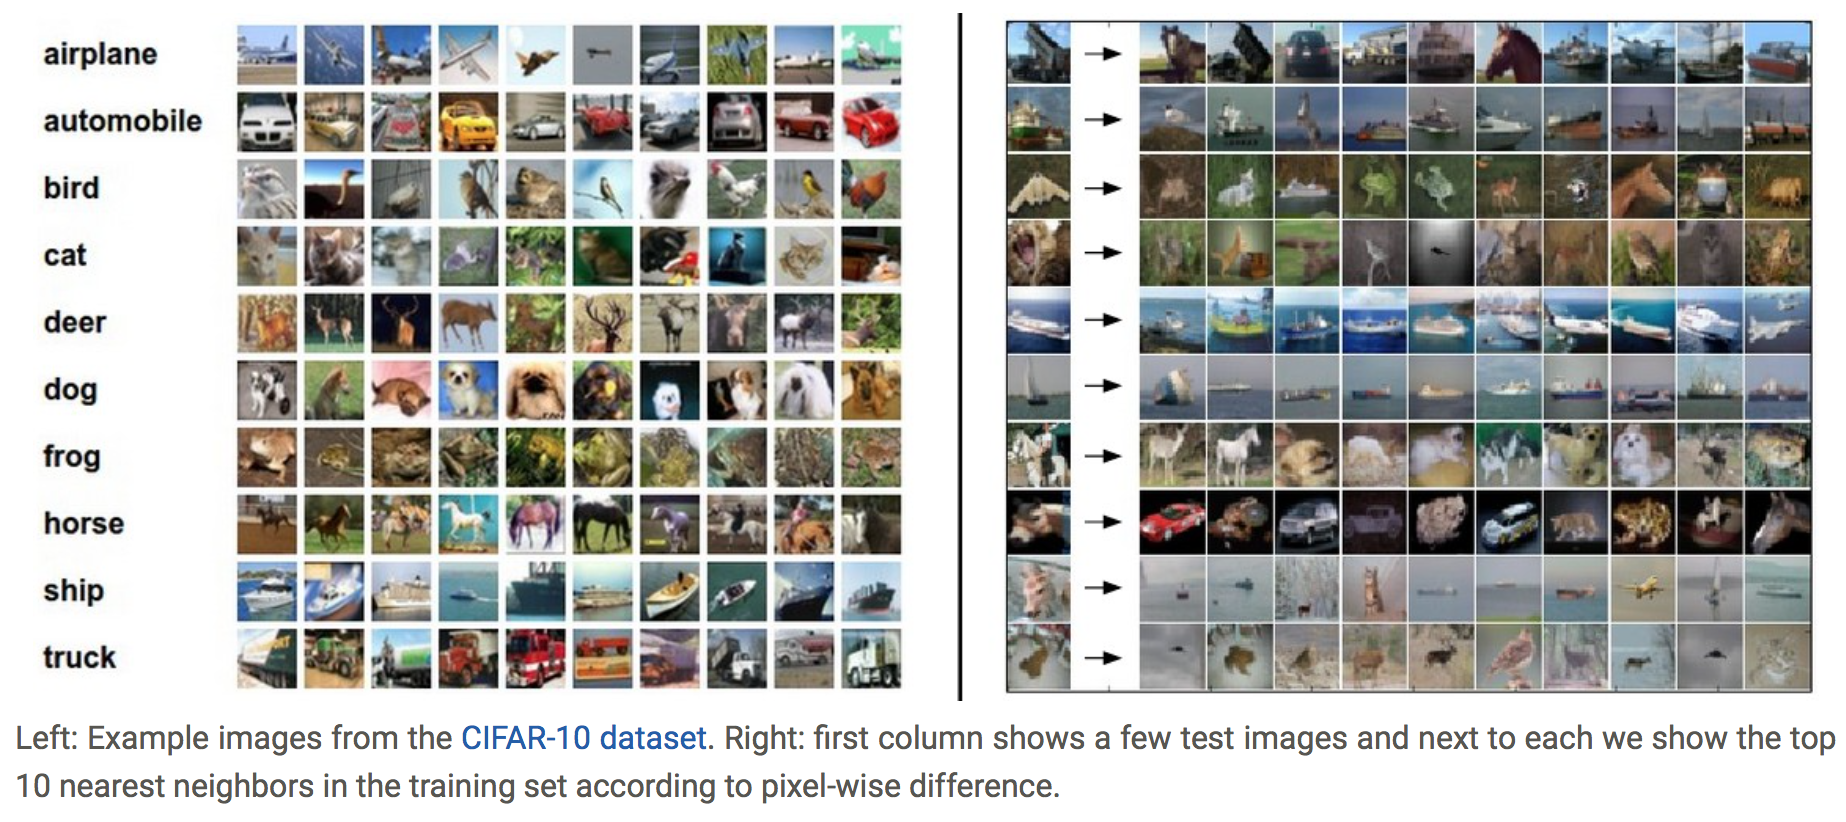 airplane
automobile
bird
cat
deer
dog
frog
horse
ship
truck
Left: Example images from the CIFAR-10 dataset. Right: first column shows a few test images and next to each we show the top
10 nearest neighbors in the training set according to pixel-wise difference.